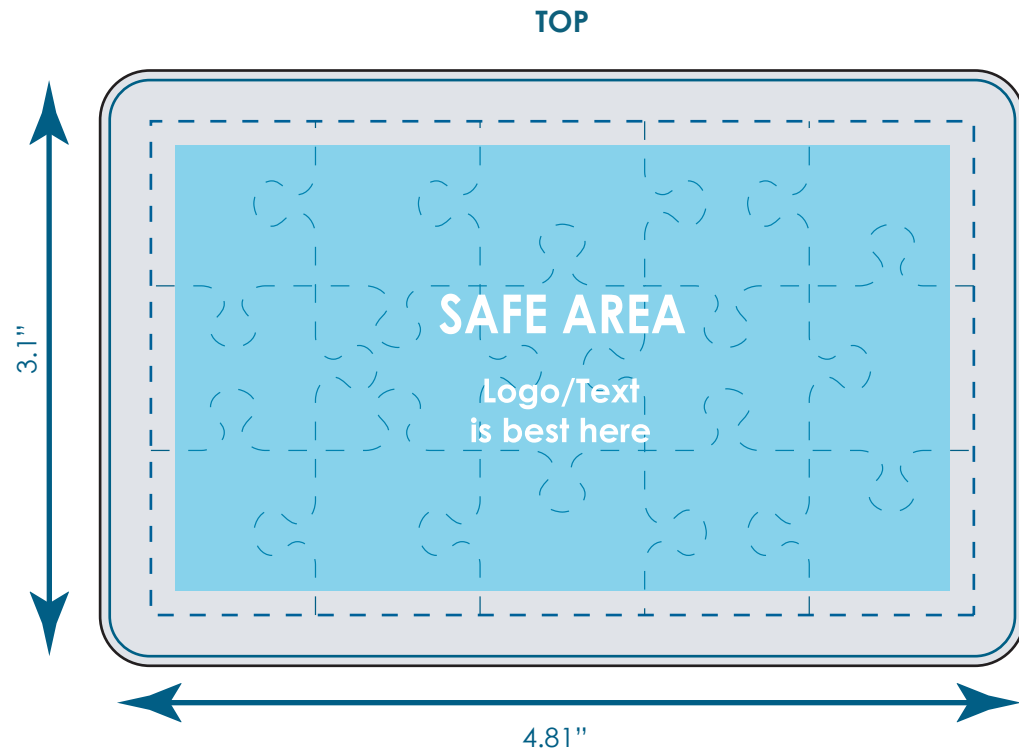 TOP
3.1”
SAFE AREA
Logo/Text
is best here
4.81”